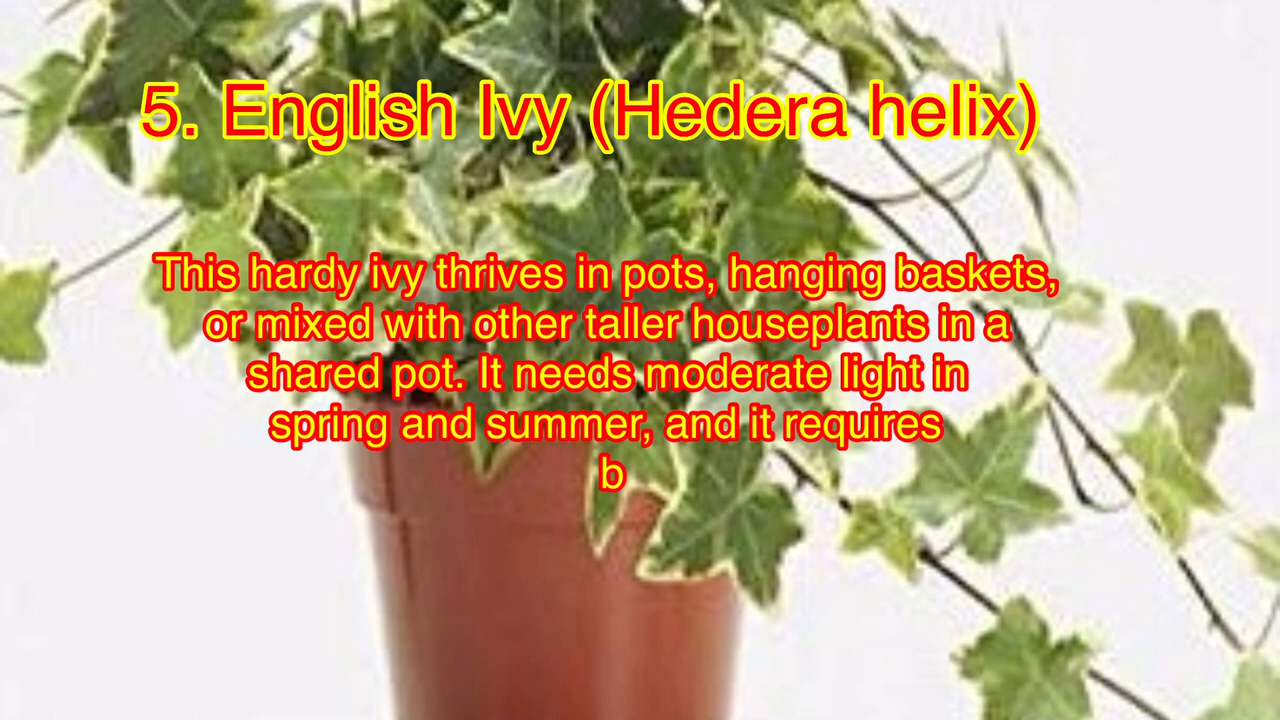 5. English Ivy (Hedera helix)
This hardy ivy thrives in pots, hanging baskets,
or mixed with other taller houseplants in a
shared pot. It needs moderate light in
spring and summer, and it requires
b